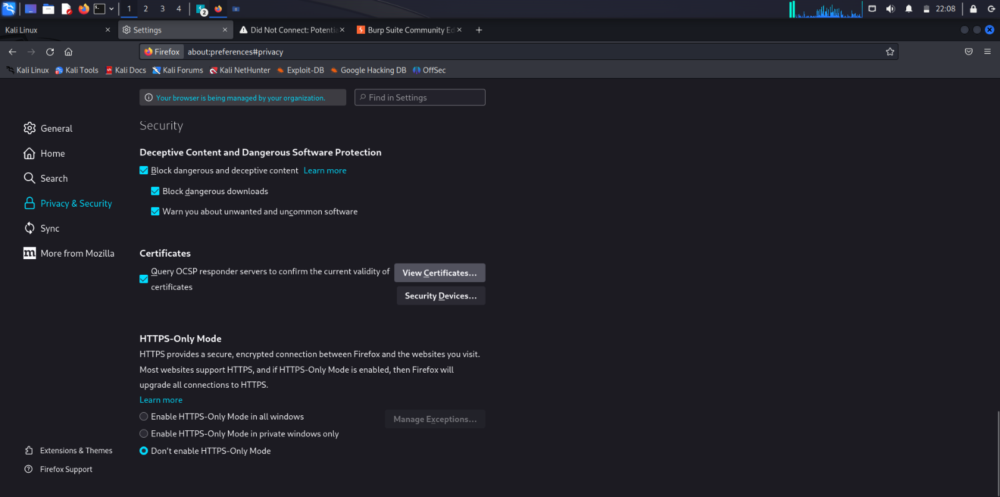 1 2 3 4 2 22:08
Kali Linux Settings Did Not Connect: Potentia Burp Suite Community Ed
Firefox about:preferences#privacy
Kali Linux Kali Tools Kali Docs Kali Forums Kali NetHunter Exploit-DB Google Hacking DB OffSec
Your browser is being managed by your organization. Find in Settings
General
Home
Search
Privacy & Security
Sync
m More from Mozilla
Extensions & Themes
Firefox Support
Security
Deceptive Content and Dangerous Software Protection
Block dangerous and deceptive content Learn more
Block dangerous downloads
Warn you about unwanted and uncommon software
Certificates
Query OCSP responder servers to confirm the current validity of
certificates
View Certificates...
Security Devices...
HTTPS-Only Mode
HTTPS provides a secure, encrypted connection between Firefox and the websites you visit.
Most websites support HTTPS, and if HTTPS-Only Mode is enabled, then Firefox will
upgrade all connections to HTTPS.
Learn more
Enable HTTPS-Only Mode in all windows
Manage Exceptions...
Enable HTTPS-Only Mode in private windows only
Don't enable HTTPS-Only Mode